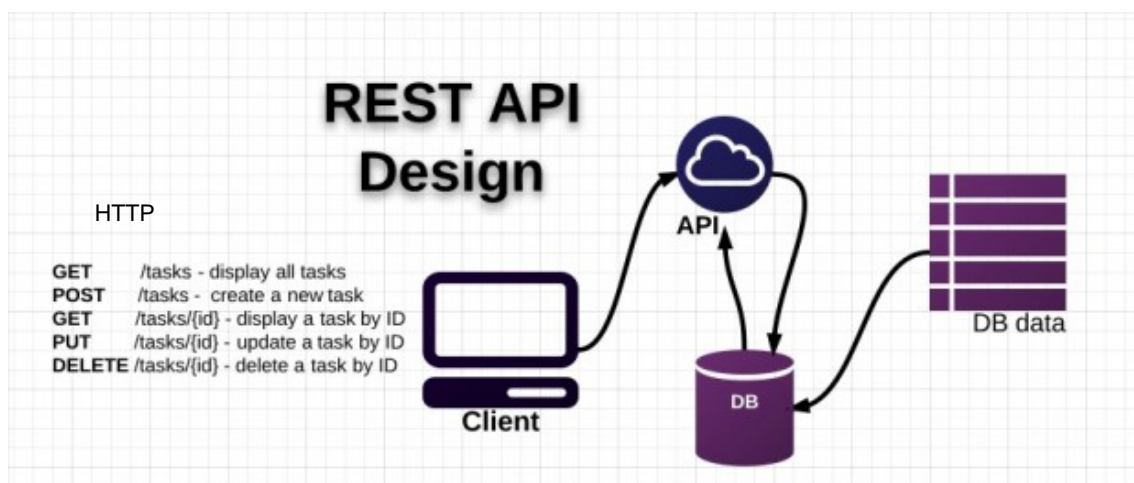 REST API
Design
HTTP
GET /tasks - display all tasks
POST /tasks - create a new task
GET /tasks/{id} - display a task by ID
PUT /tasks/{id} - update a task by ID
DELETE /tasks/{id} - delete a task by ID
Client
API
DB
DB data